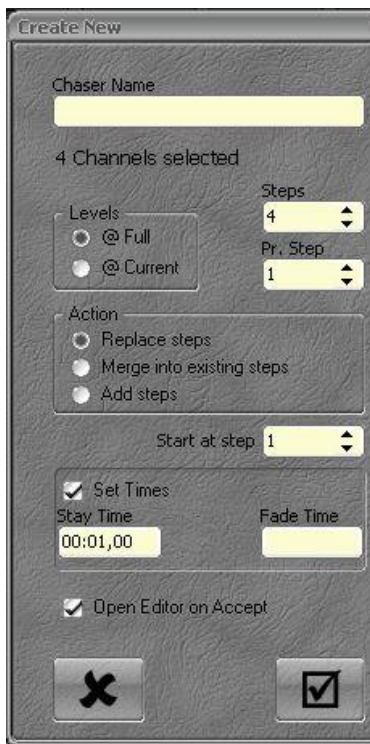 Create New
Chaser Name
4 Channels selected
Steps
Levels
4
@ Full
Pr. Step
@ Current
1
Action
Replace steps
Merge into existing steps
Add steps
Start at step 1
Set Times
Stay Time Fade Time
00:01,00
Open Editor on Accept